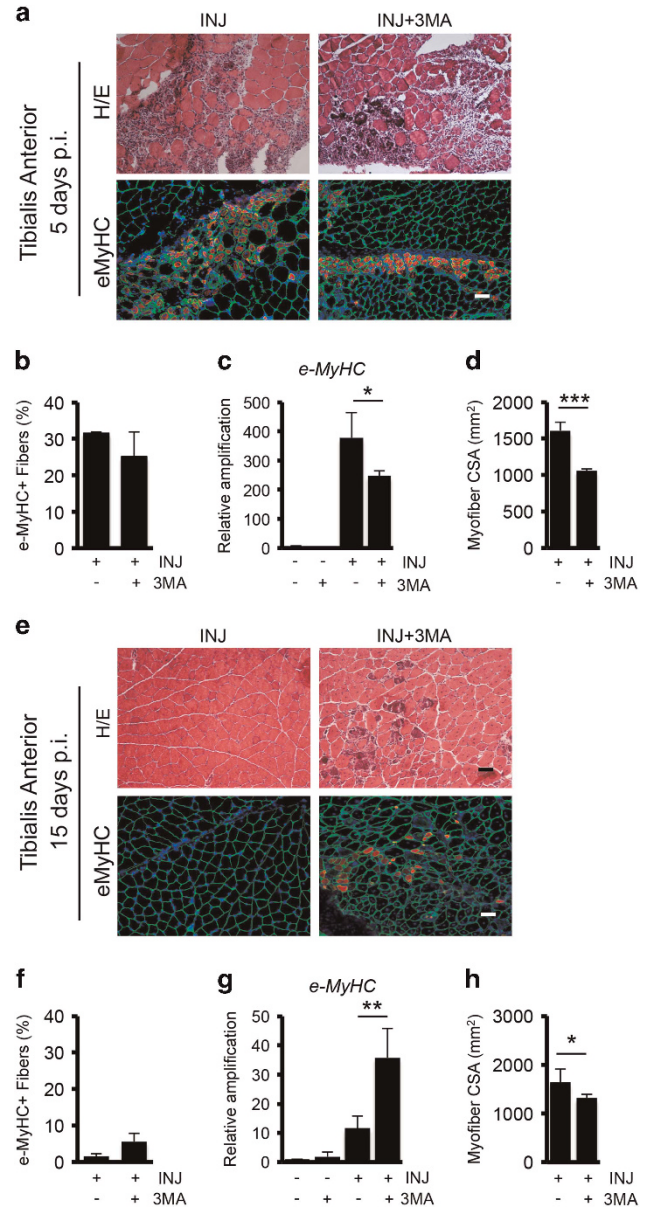 a
INJ
INJ+3MA
Tibialis Anterior
5 days p.i.
H/E
eMyHC
b
e-MyHC+ Fibers (%)
40
30
20
10
0
+ + INJ
- + 3MA
c
e-MyHC
Relative amplification
*
500
400
300
200
100
0
- - + + INJ
- + - + 3MA
d
Myofiber CSA (mm²)
***
2000
1500
1000
500
0
+ + INJ
- + 3MA
e
INJ
INJ+3MA
Tibialis Anterior
15 days p.i.
H/E
eMyHC
f
e-MyHC+ Fibers (%)
40
30
20
10
0
+ + INJ
- + 3MA
g
e-MyHC
Relative amplification
**
50
40
30
20
10
0
- - + + INJ
- + - + 3MA
h
Myofiber CSA (mm²)
*
3000
2000
1000
0
+ + INJ
- + 3MA